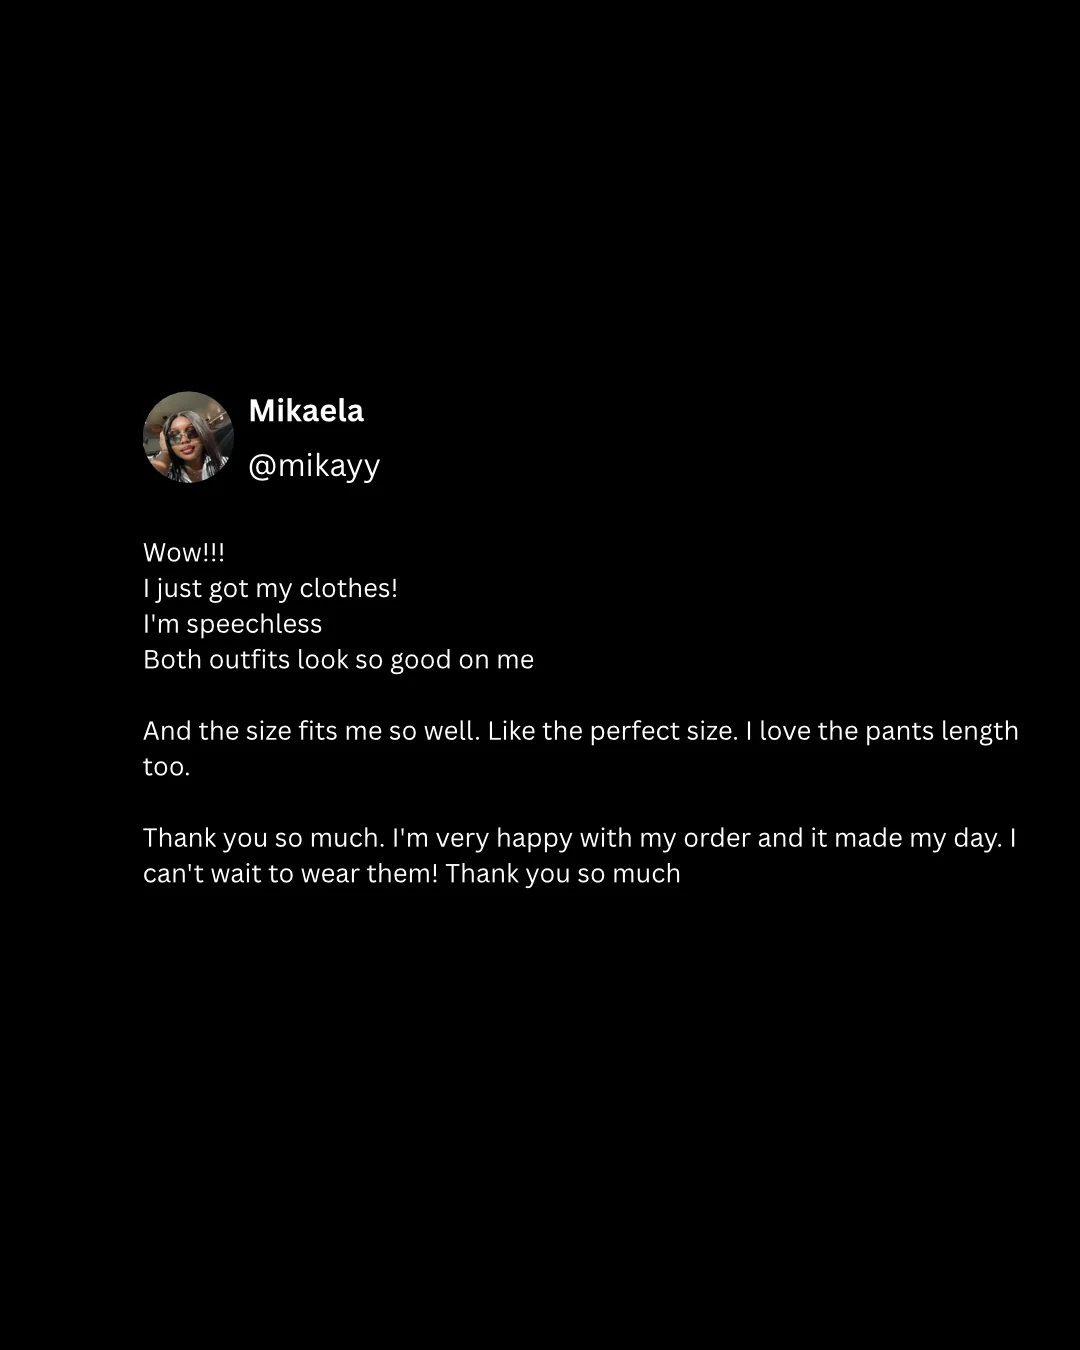 Mikaela
@mikayy
Wow!!!
I just got my clothes!
I'm speechless
Both outfits look so good on me
And the size fits me so well. Like the perfect size. I love the pants length
too.
Thank you so much. I'm very happy with my order and it made my day. I
can't wait to wear them! Thank you so much